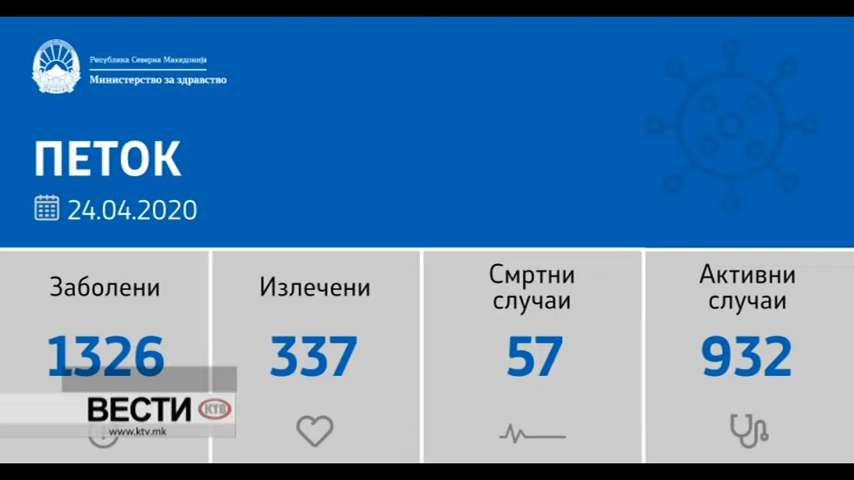 Република Северна Македонија
Министерство за здравство
ПЕТОК
24.04.2020
Заболени
1326
Излечени
337
Смртни
случаи
57
Активни
случаи
932
ВЕСТИ КТВ
www.ktv.mk